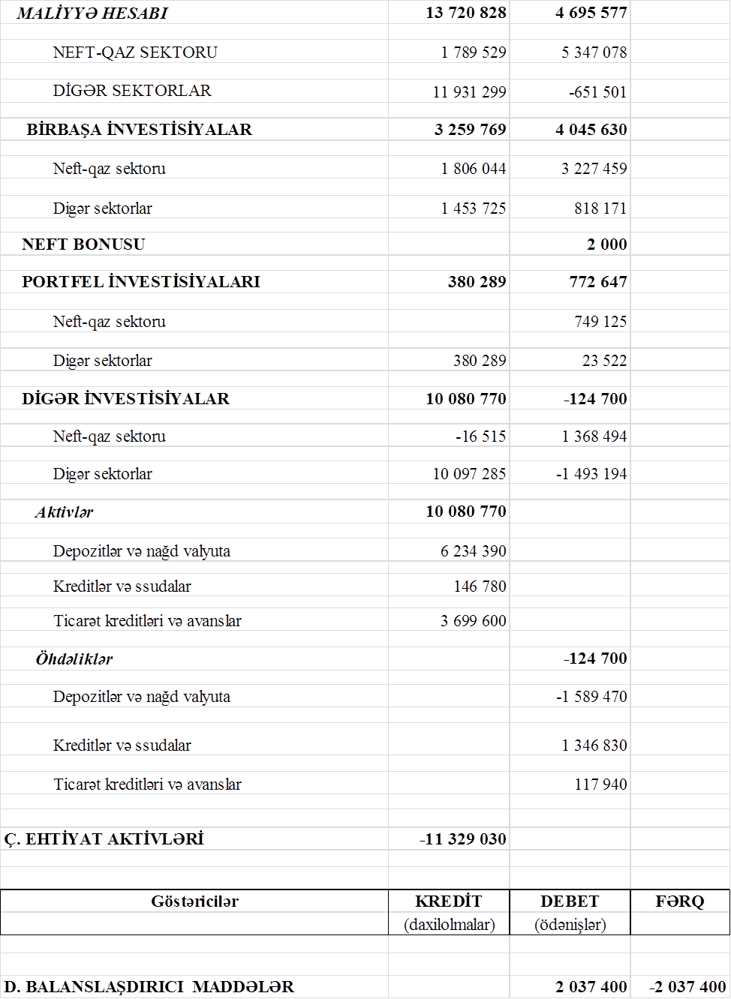 MALİYYƏ HESABI 13 720 828 4 695 577
NEFT-QAZ SEKTORU 1 789 529 5 347 078
DİGƏR SEKTORLAR 11 931 299 -651 501
BİRBAŞA İNVESTİSİYALAR 3 259 769 4 045 630
Neft-qaz sektoru 1 806 044 3 227 459
Digər sektorlar 1 453 725 818 171
NEFT BONUSU 2 000
PORTFEL İNVESTİSİYALARI 380 289 772 647
Neft-qaz sektoru 749 125
Digər sektorlar 380 289 23 522
DİGƏR İNVESTİSİYALAR 10 080 770 -124 700
Neft-qaz sektoru -16 515 1 368 494
Digər sektorlar 10 097 285 -1 493 194
Aktivlər 10 080 770
Depozitlər və nağd valyuta 6 234 390
Kreditlər və ssudalar 146 780
Ticarət kreditləri və avanslar 3 699 600
Öhdəliklər -124 700
Depozitlər və nağd valyuta -1 589 470
Kreditlər və ssudalar 1 346 830
Ticarət kreditləri və avanslar 117 940
Ç. EHTİYAT AKTİVLƏRİ -11 329 030
Göstəricilər KREDİT DEBET FƏRQ
(daxilolmalar) (ödənişlər)
D. BALANSLAŞDIRICI MADDƏLƏR 2 037 400 -2 037 400